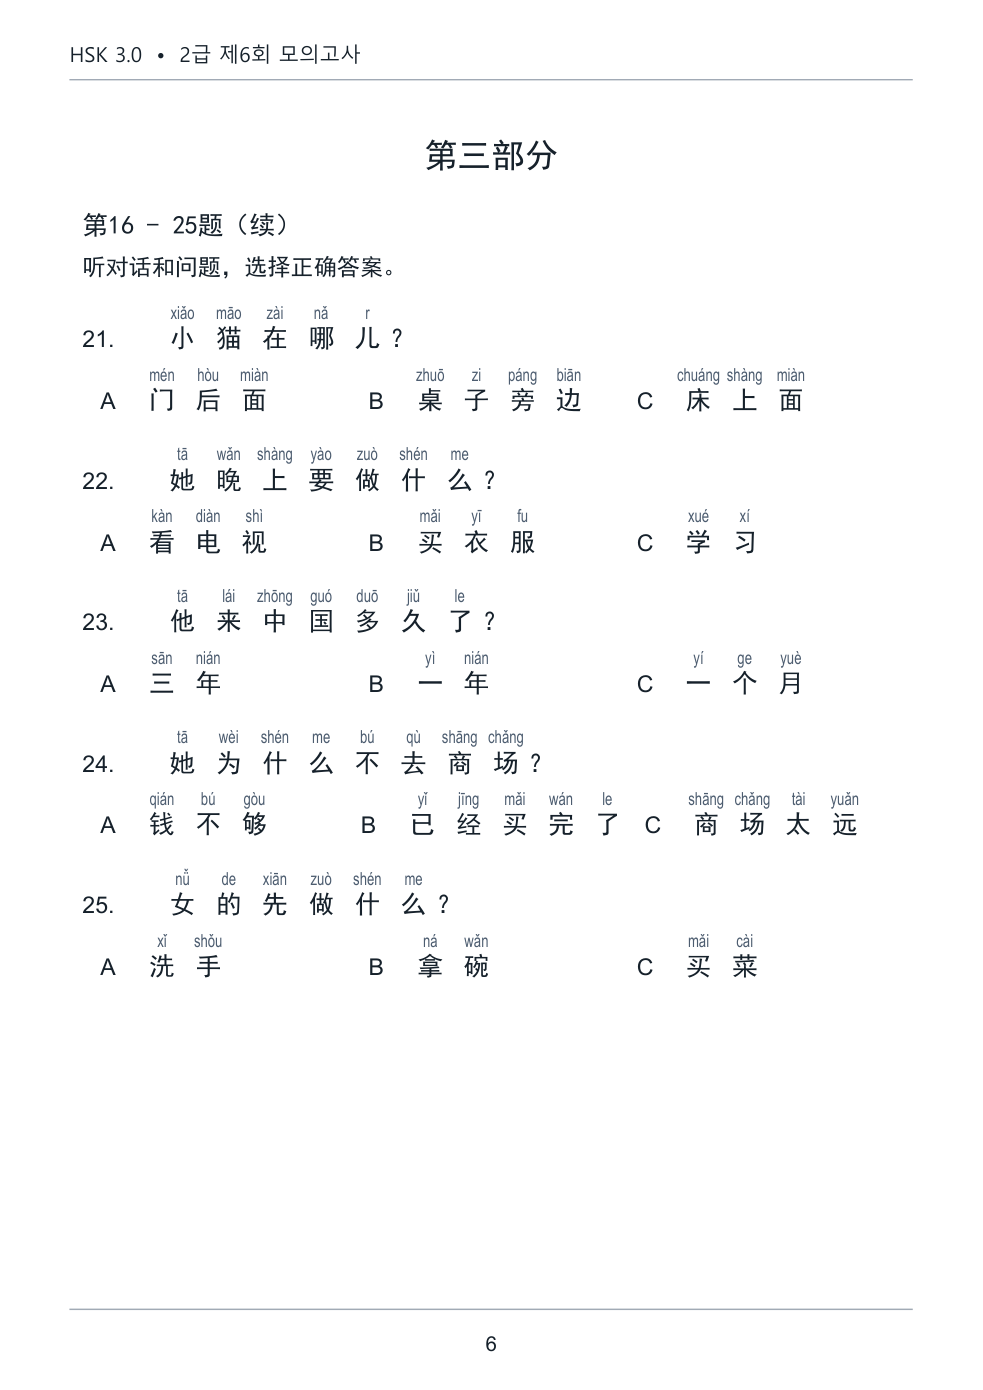 HSK 3.0 • 2급 제6회 모의고사
第三部分
第16 - 25题（续）
听对话和问题，选择正确答案。
xiǎo māo zài nǎ r
21. 小猫在哪儿？
mén hòu miàn zhuō zi páng biān chuáng shàng miàn
A 门后面 B 桌子旁边 C 床上面
tā wǎn shàng yào zuò shén me
22. 她晚上要做什么？
kàn diàn shì mǎi yī fu xué xí
A 看电视 B 买衣服 C 学习
tā lái zhōng guó duō jiǔ le
23. 他来中国多久了？
sān nián yì nián yí ge yuè
A 三年 B 一年 C 一个月
tā wèi shén me bú qù shāng chǎng
24. 她为什么不去商场？
qián bú gòu yǐ jīng mǎi wán le shāng chǎng tài yuǎn
A 钱不够 B 已经买完了 C 商场太远
nǚ de xiān zuò shén me
25. 女的先做什么？
xǐ shǒu ná wǎn mǎi cài
A 洗手 B 拿碗 C 买菜
6